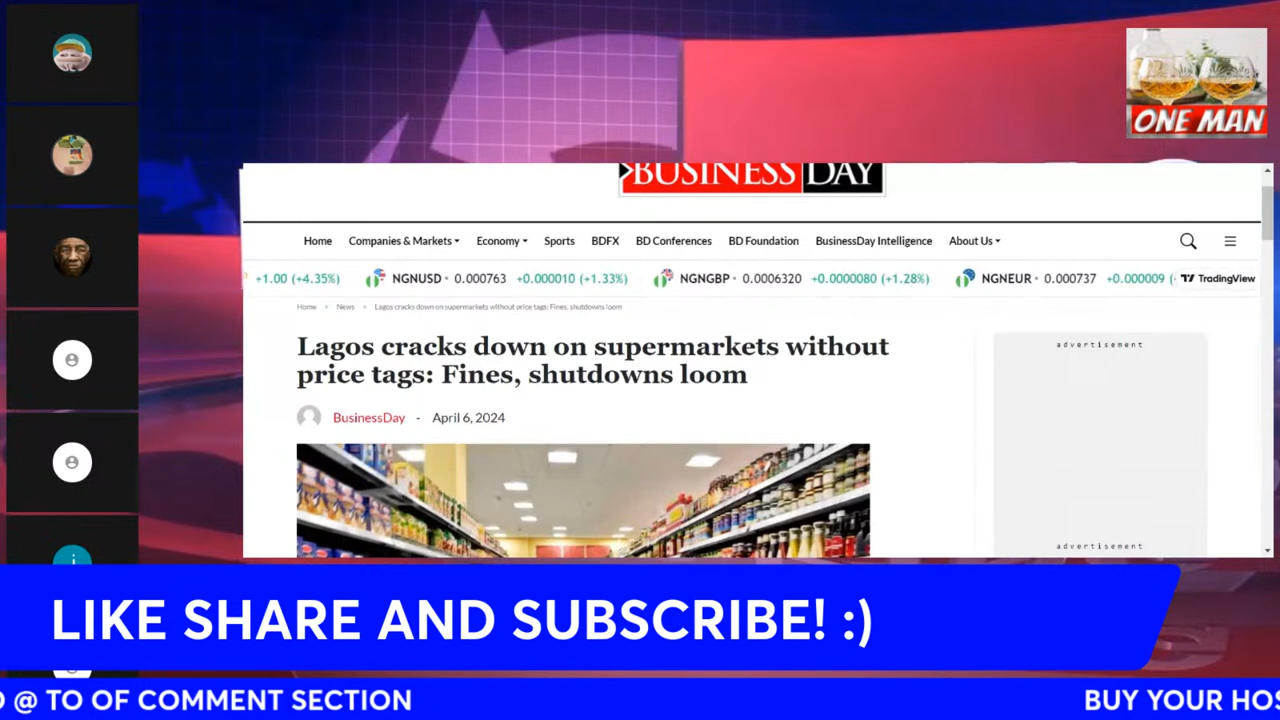 ONE MAN
BUSINESS DAY
Home Companies & Markets Economy Sports BDFX BD Conferences BD Foundation BusinessDay Intelligence About Us
+1.00 (+4.35%) NGNUSD 0.000763 +0.000010 (+1.33%) NGNGBP 0.0006320 +0.0000080 (+1.28%) NGNEUR 0.000737 +0.000009 ( TradingView
Home > News > Lagos cracks down on supermarkets without price tags: Fines, shutdowns loom
Lagos cracks down on supermarkets without
price tags: Fines, shutdowns loom
advertisement
BusinessDay - April 6, 2024
advertisement
i
LIKE SHARE AND SUBSCRIBE! :)
@ TO OF COMMENT SECTION BUY YOUR HOS